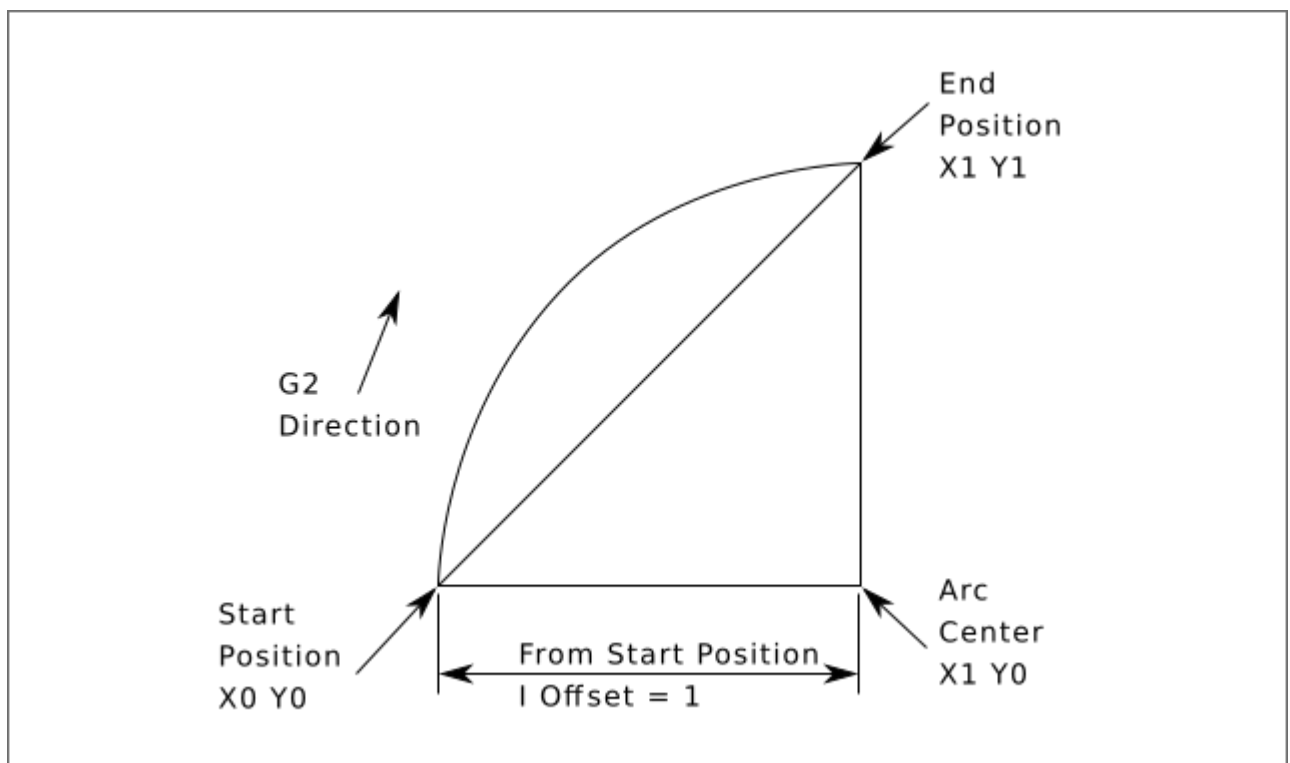 End
Position
X1 Y1
G2
Direction
Start
Position
X0 Y0
From Start Position
I Offset = 1
Arc
Center
X1 Y0